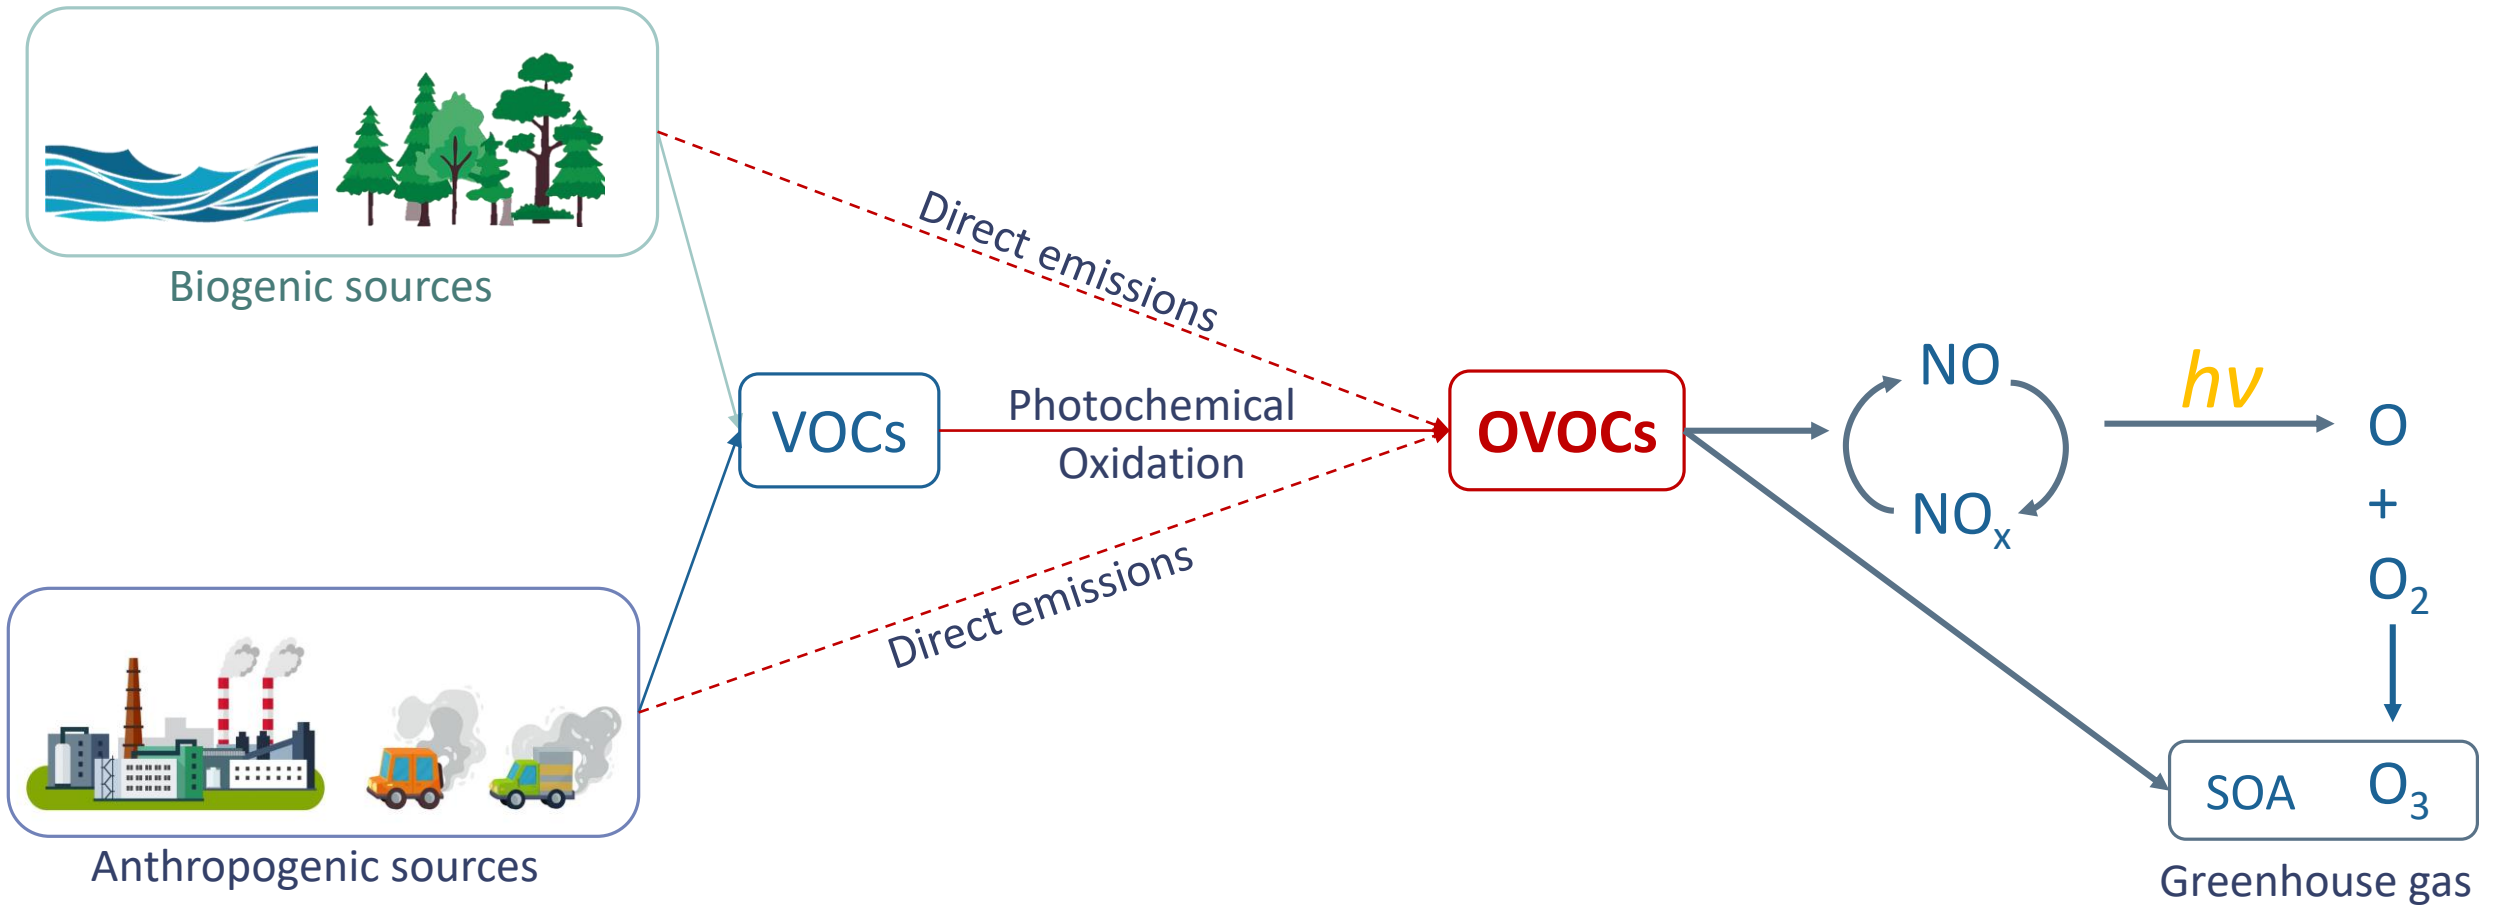 Biogenic sources
Direct emissions
VOCs
Photochemical
Oxidation
Direct emissions
OVOCs
NO
NOx
hν
O
+
O2
SOA O3
Greenhouse gas
Anthropogenic sources